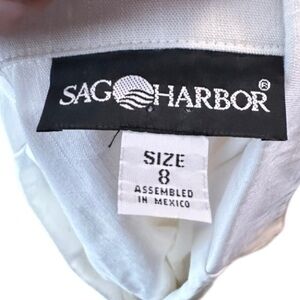 SAG HARBOR®
SIZE
8
ASSEMBLED
IN MEXICO